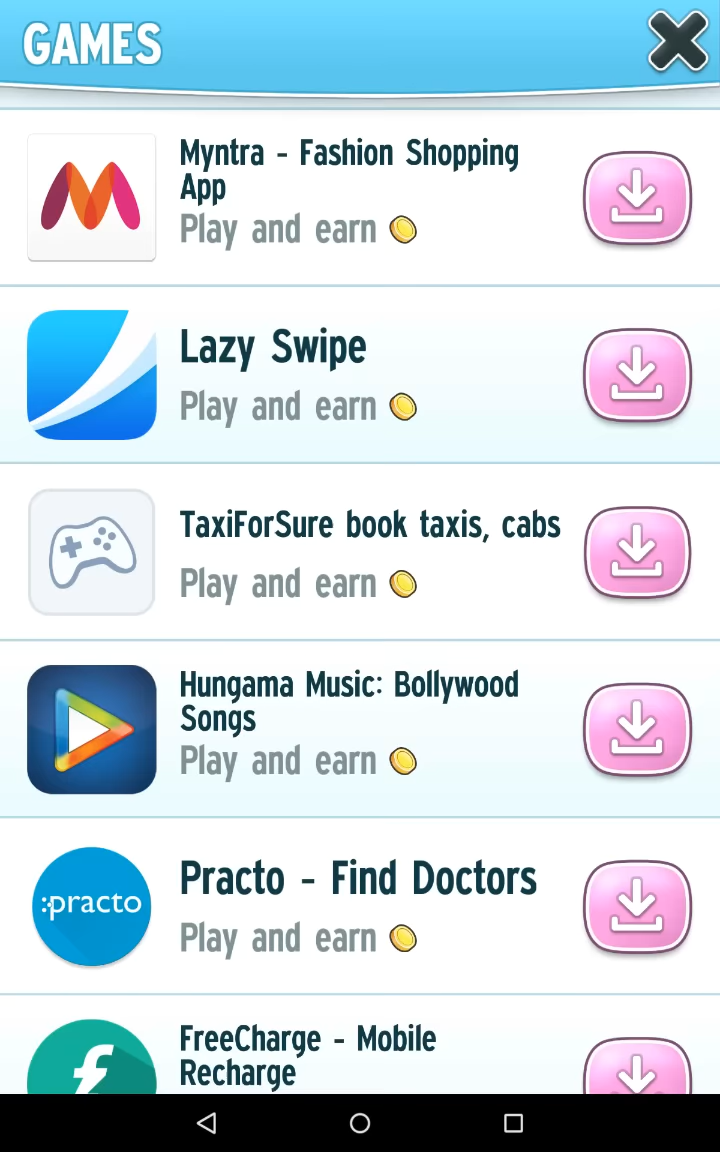 GAMES
Myntra - Fashion Shopping
App
Play and earn
Lazy Swipe
Play and earn
TaxiForSure book taxis, cabs
Play and earn
Hungama Music: Bollywood
Songs
Play and earn
:practo
Practo - Find Doctors
Play and earn
FreeCharge - Mobile
Recharge